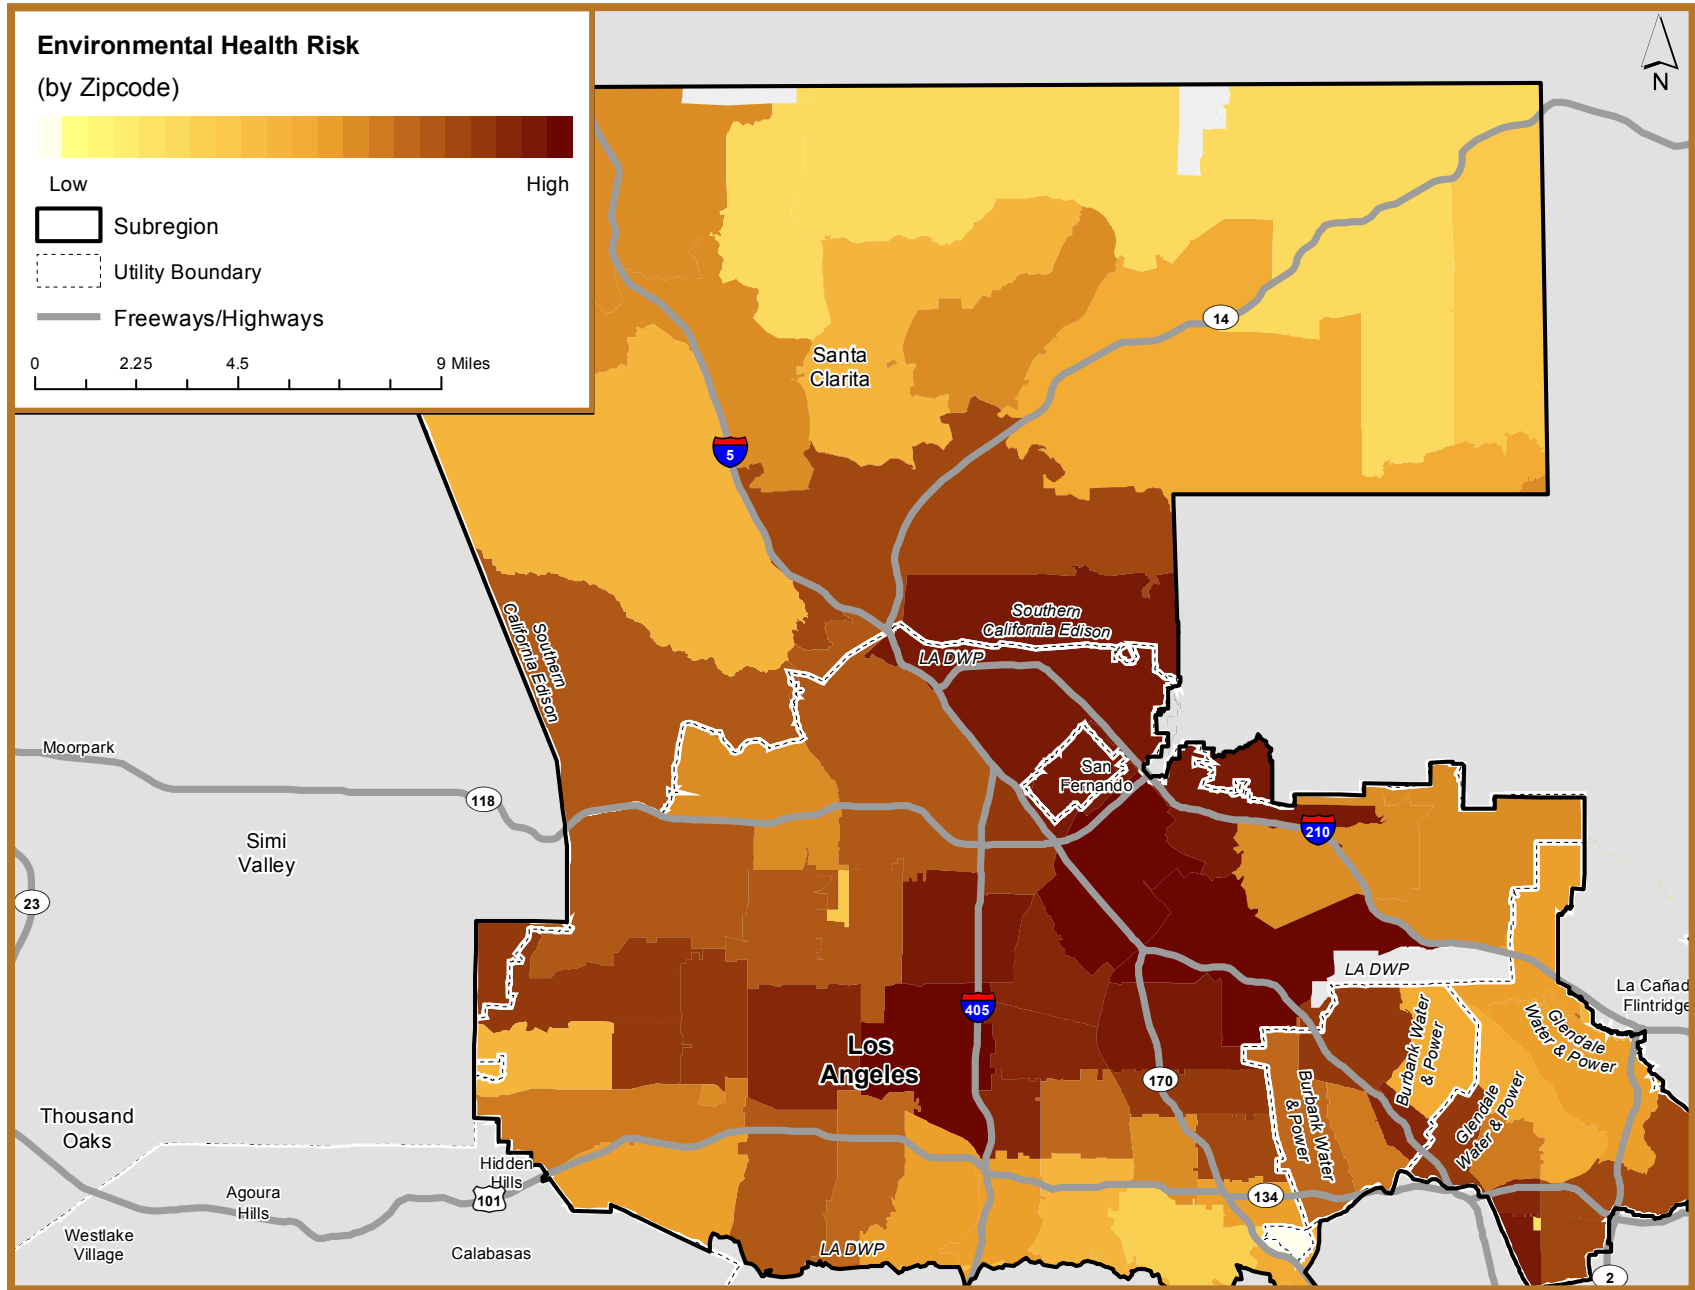 Environmental Health Risk
(by Zipcode)
Low
High
Subregion
Utility Boundary
Freeways/Highways
0
2.25
4.5
9 Miles
N
14
Santa
Clarita
5
Southern
California Edison
Southern
California Edison
LA DWP
San
Fernando
Moorpark
118
Simi
Valley
23
210
LA DWP
La Cañad
Flintridge
405
Los
Angeles
170
Burbank Water
& Power
Glendale
Water & Power
Burbank Water
& Power
Glendale
Water & Power
Thousand
Oaks
Hidden
Hills
101
Agoura
Hills
134
Westlake
Village
Calabasas
LA DWP
2